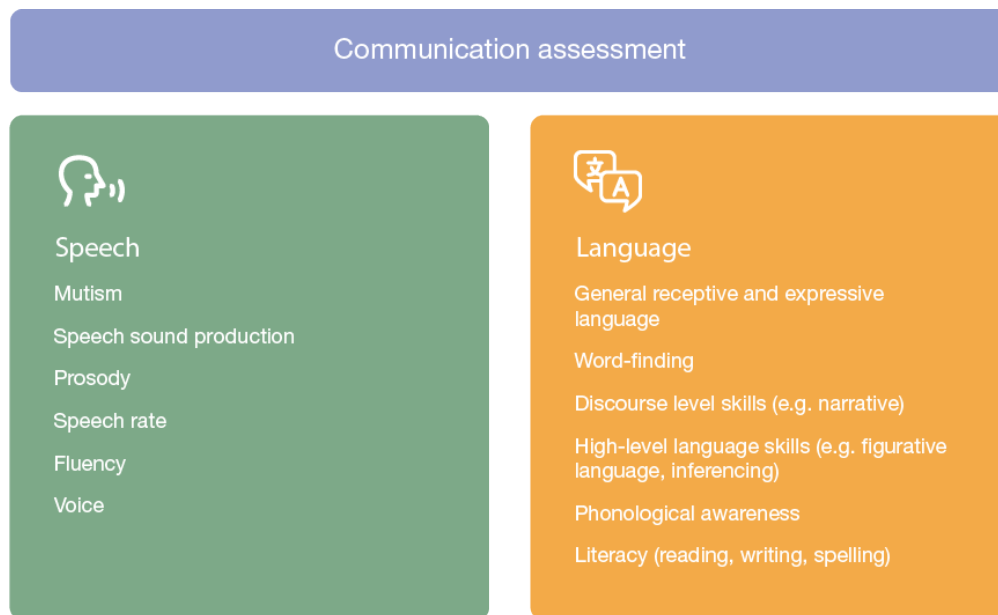 Communication assessment
文
A
Speech
Mutism
Speech sound production
Prosody
Speech rate
Fluency
Voice
Language
General receptive and expressive
language
Word-finding
Discourse level skills (e.g. narrative)
High-level language skills (e.g. figurative
language, inferencing)
Phonological awareness
Literacy (reading, writing, spelling)